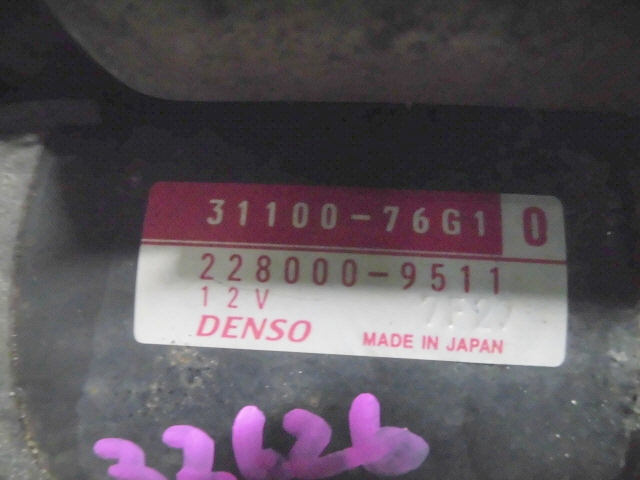 31100-76G1 0
228000-9511
12V
DENSO MADE IN JAPAN